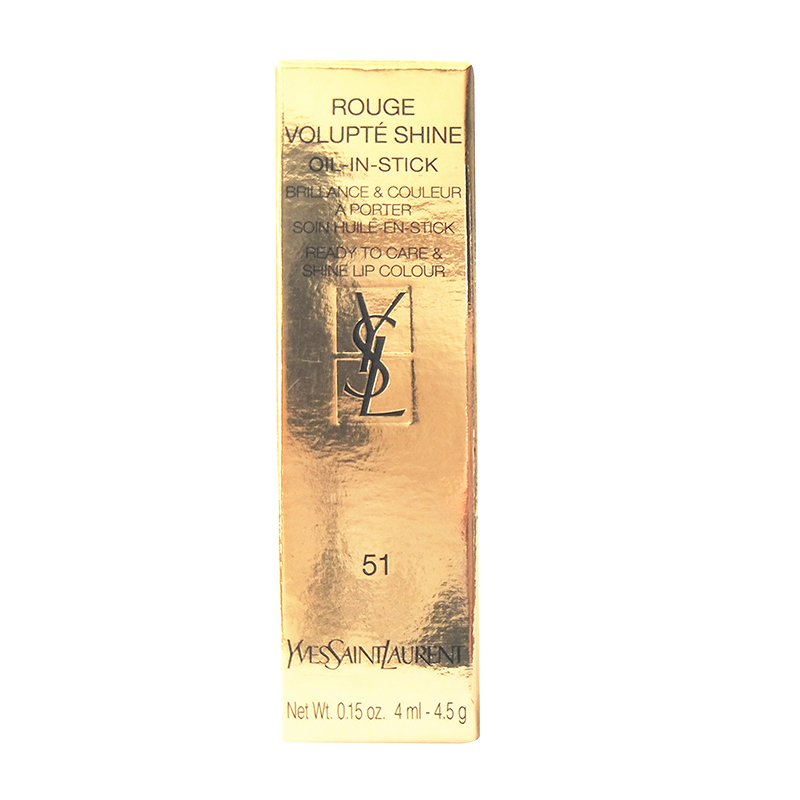 ROUGE
VOLUPTÉ SHINE
OIL-IN-STICK
BRILLANCE & COULEUR
À PORTER
SOIN HUILE-EN-STICK
READY TO CARE &
SHINE LIP COLOUR
YSL
51
YVESSAINTLAURENT
Net Wt. 0.15 oz. 4 ml - 4.5 g